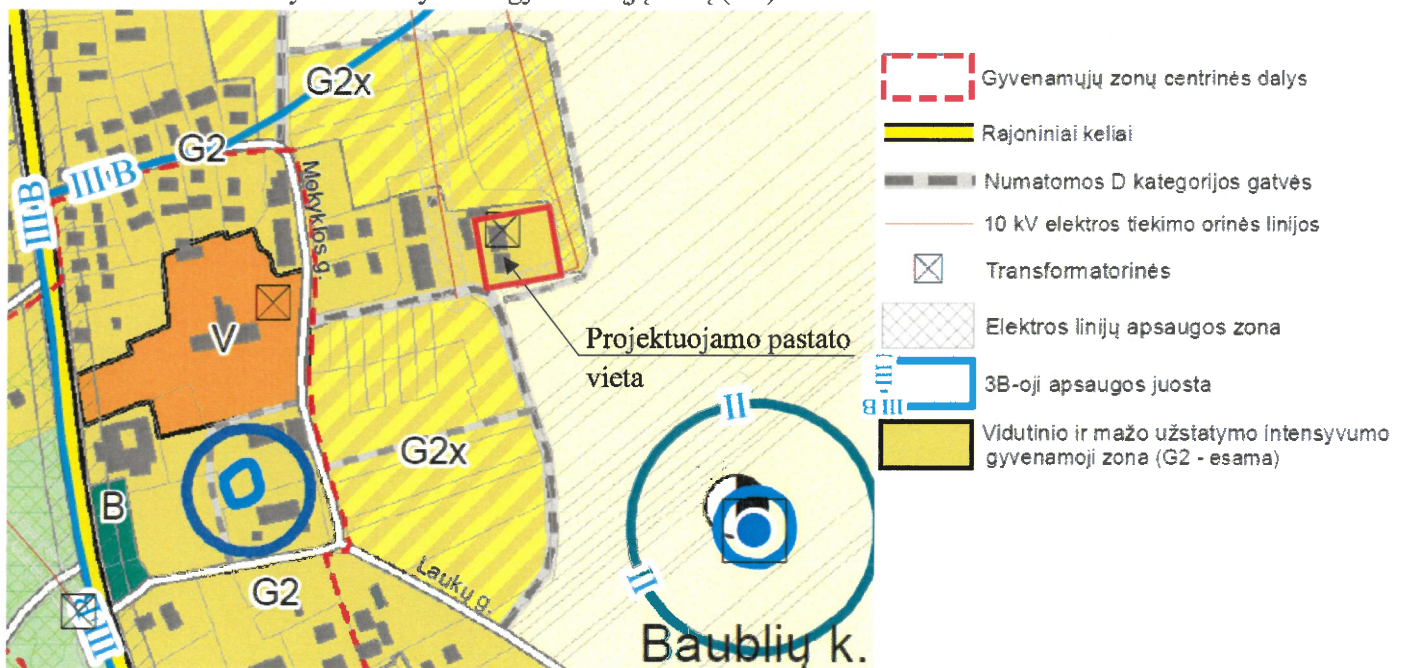 G2x
G2
III-B
III-B
Mokyklos g.
V
Projektuojamo pastato
vieta
II
G2x
B
II
G2
Laukų g.
III-B
Baublių k.
Gyvenamųjų zonų centrinės dalys
Rajoniniai keliai
Numatomos D kategorijos gatvės
10 kV elektros tiekimo orinės linijos
Transformatorinės
Elektros linijų apsaugos zona
III-B
III-B
3B-oji apsaugos juosta
Vidutinio ir mažo užstatymo intensyvumo
gyvenamoji zona (G2 - esama)